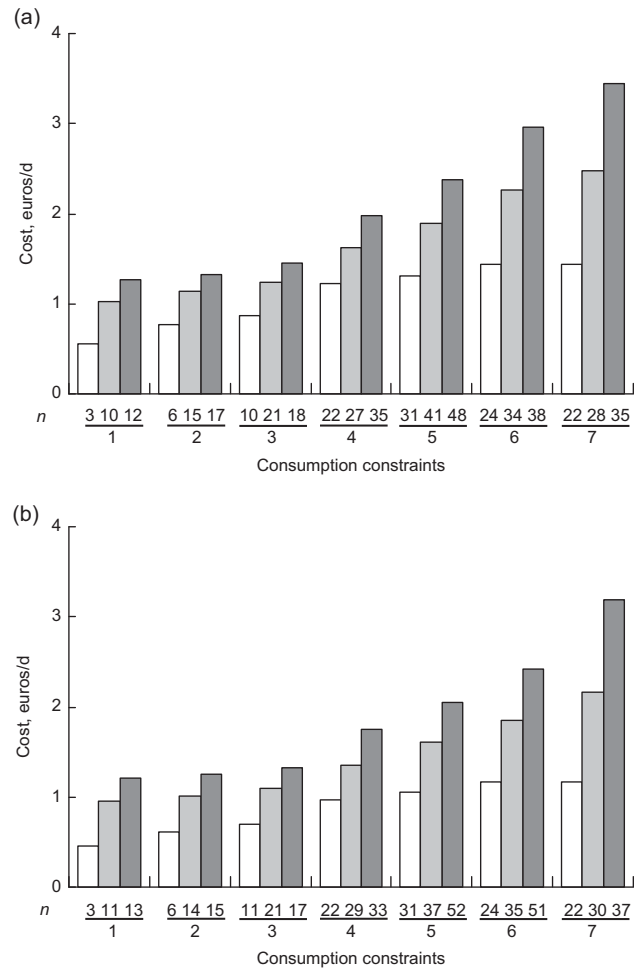 (a)
4
3
2
1
0
Cost, euros/d
n 3 10 12 6 15 17 10 21 18 22 27 35 31 41 48 24 34 38 22 28 35
1 2 3 4 5 6 7
Consumption constraints
(b)
4
3
2
1
0
Cost, euros/d
n 3 11 13 6 14 15 11 21 17 22 29 33 31 37 52 24 35 51 22 30 37
1 2 3 4 5 6 7
Consumption constraints